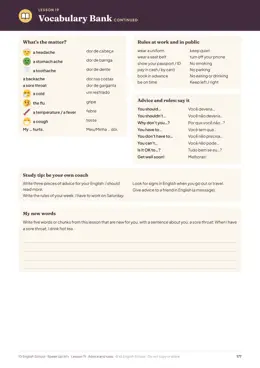 LESSON 19
Vocabulary Bank CONTINUED
What's the matter?
a headache dor de cabeça
a stomach ache dor de barriga
a toothache dor de dente
a backache dor nas costas
a sore throat dor de garganta
a cold um resfriado
the flu gripe
a temperature / a fever febre
a cough tosse
My ... hurts. Meu/Minha ... dói.
Rules at work and in public
wear a uniform keep quiet
wear a seat belt turn off your phone
show your passport / ID No smoking
pay in cash / by card No parking
book in advance No eating or drinking
be on time Keep right
Advice and rules: say it
You should... Você deveria...
You shouldn't... Você não deveria...
Why don't you...? Por que você não...?
You have to... Você tem que...
You don't have to... Você não precisa...
You can't... Você não pode...
Is it OK to...? Tudo bem se eu...?
Get well soon! Melhoras!
Study tip: be your own coach
Write three pieces of advice for your English: I should
read more.
Write the rules of your week: I have to work on Saturday.
Look for signs in English when you go out or travel.
Give advice to a friend in English (a message).
My new words
Write five words or chunks from this lesson that are new for you, with a sentence about you: a sore throat. When I have
a sore throat, I drink hot tea.